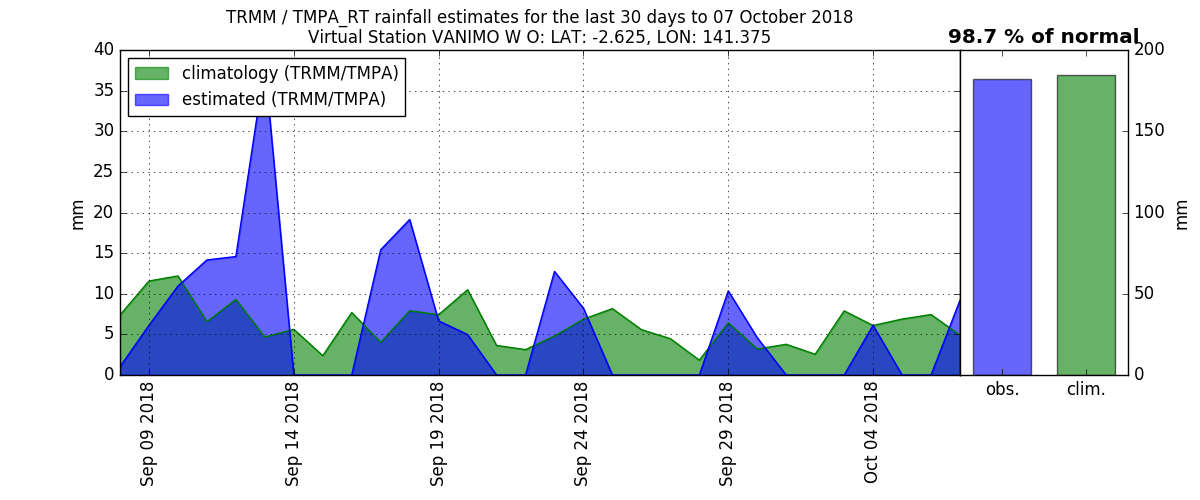 TRMM / TMPA_RT rainfall estimates for the last 30 days to 07 October 2018
Virtual Station VANIMO W O: LAT: -2.625, LON: 141.375
98.7 % of normal
climatology (TRMM/TMPA)
estimated (TRMM/TMPA)
40
35
30
25
20
15
10
5
0
mm
Sep 09 2018
Sep 14 2018
Sep 19 2018
Sep 24 2018
Sep 29 2018
Oct 04 2018
obs.
clim.
200
150
100
50
0
mm